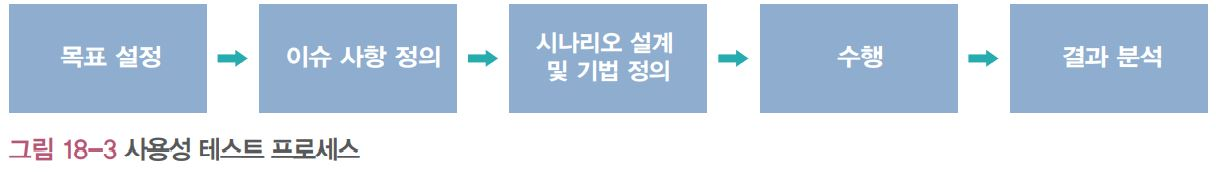 목표 설정
이슈 사항 정의
시나리오 설계
및 기법 정의
수행
결과 분석
그림 18-3 사용성 테스트 프로세스